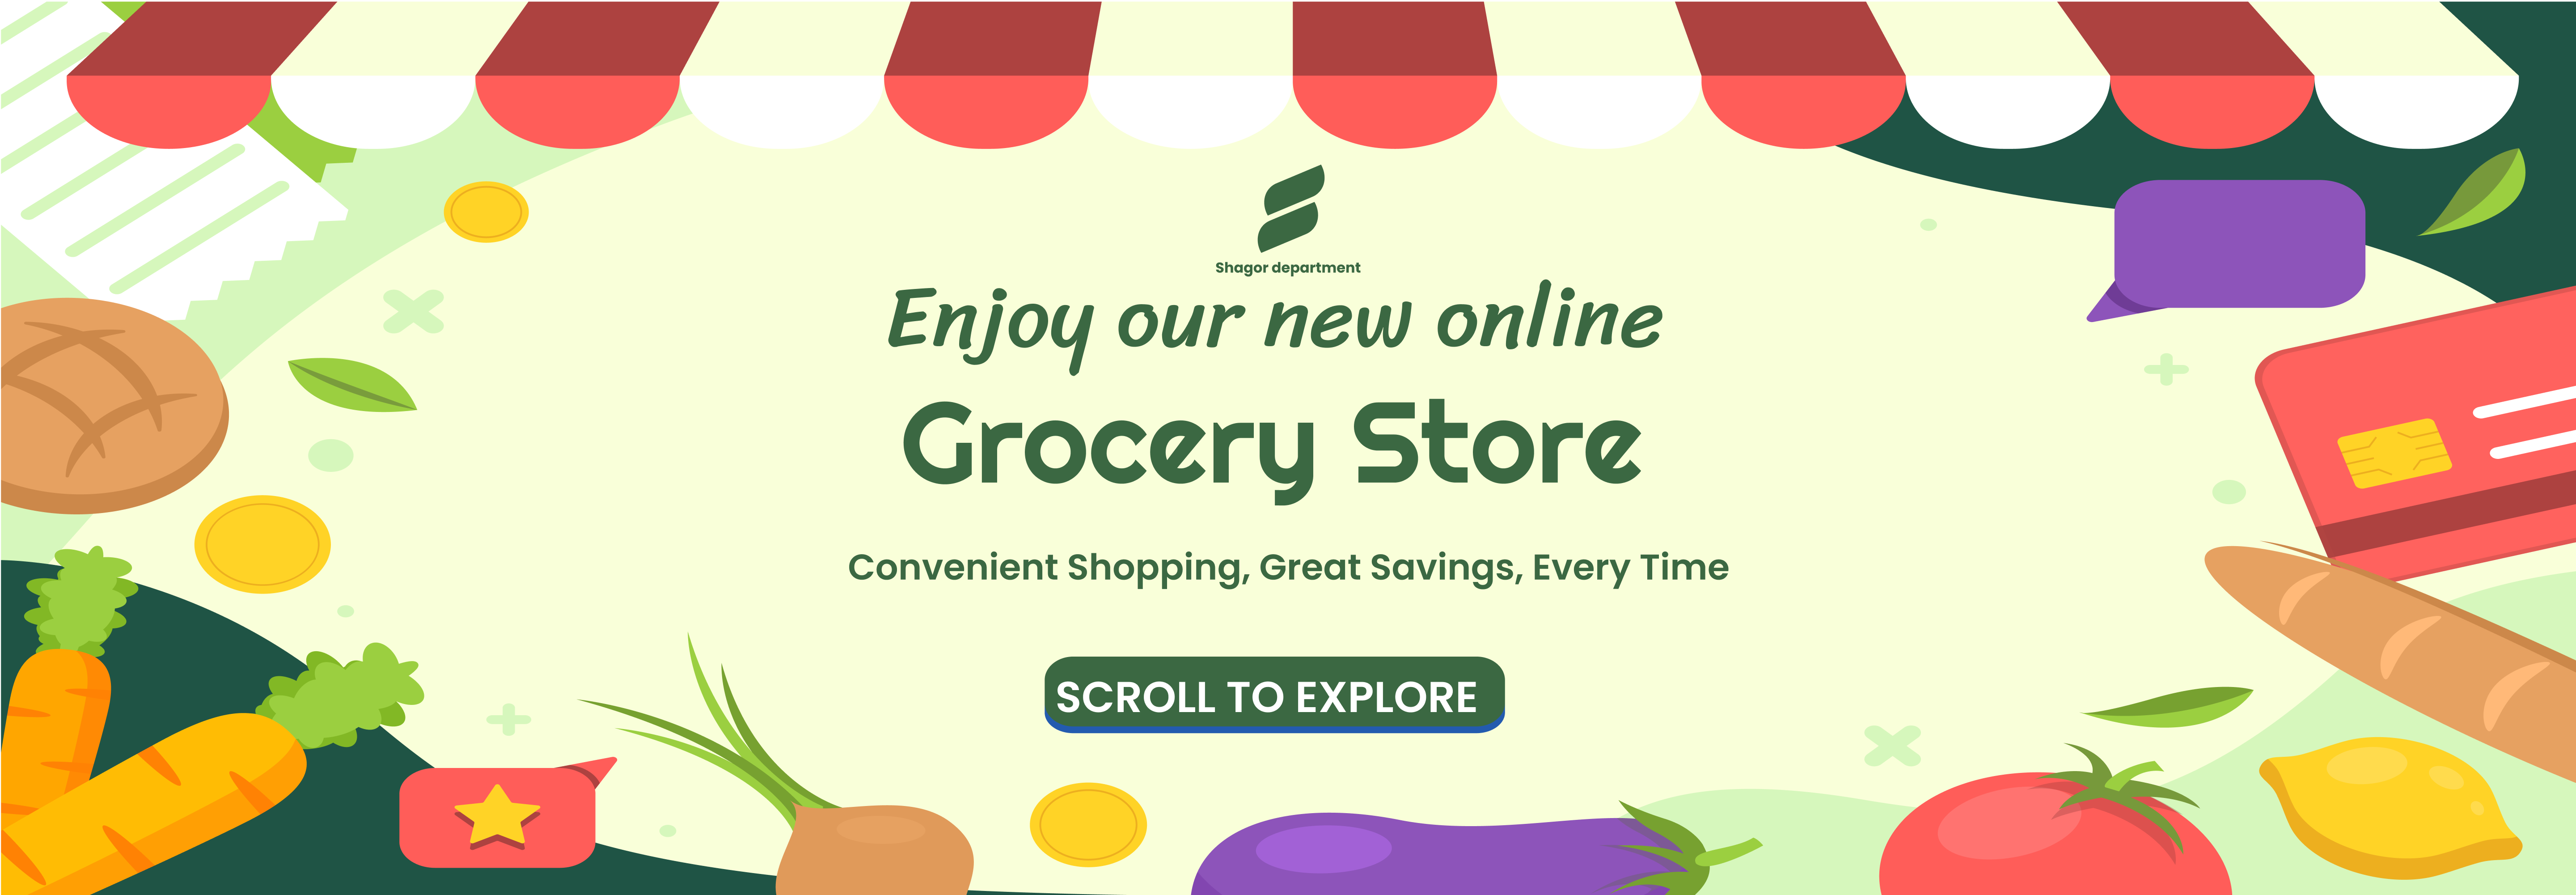 Shagor department
Enjoy our new online
Grocery Store
Convenient Shopping, Great Savings, Every Time
SCROLL TO EXPLORE